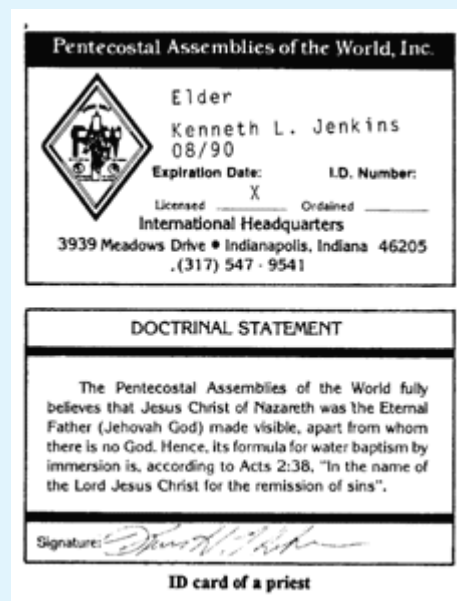 Pentecostal Assemblies of the World, Inc.
Elder
Kenneth L. Jenkins
08/90
Expiration Date: I.D. Number:
X
Licensed ____ Ordained ____
International Headquarters
3939 Meadows Drive • Indianapolis, Indiana 46205
.(317) 547 - 9541
DOCTRINAL STATEMENT
The Pentecostal Assemblies of the World fully
believes that Jesus Christ of Nazareth was the Eternal
Father (Jehovah God) made visible, apart from whom
there is no God. Hence, its formula for water baptism by
immersion is, according to Acts 2:38, "In the name of
the Lord Jesus Christ for the remission of sins".
Signature:
ID card of a priest